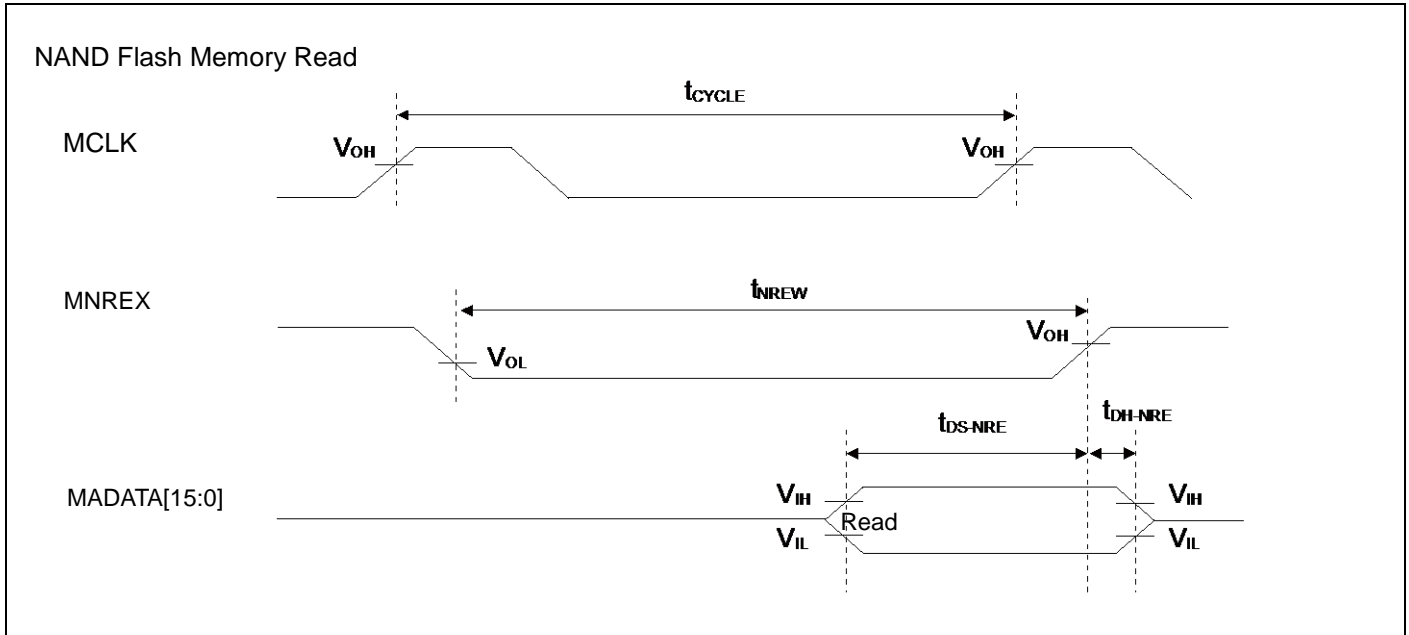 NAND Flash Memory Read
tCYCLE
MCLK
VOH
VOH
MNREX
tNREW
VOH
VOL
tDS-NRE
tDH-NRE
MADATA[15:0]
VIH
VIH
Read
VIL
VIL